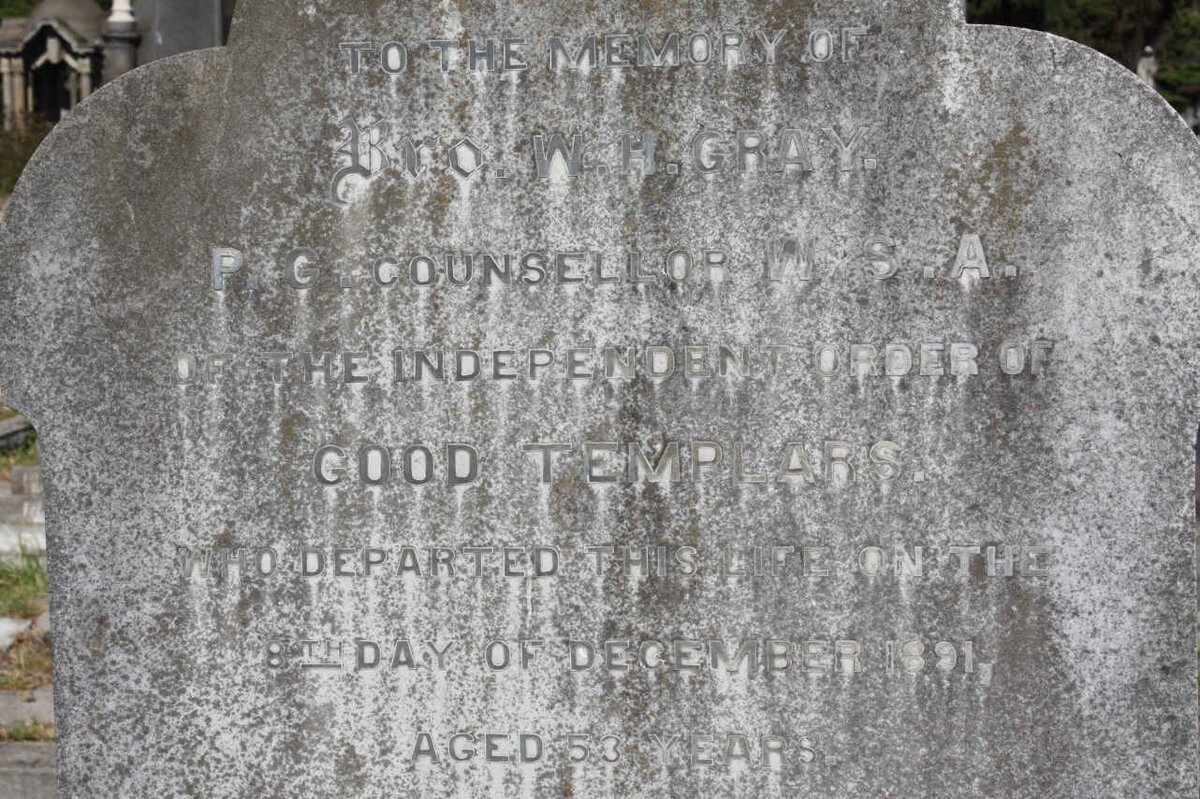 TO THE MEMORY OF
Bro. W. H. GRAY.
P. G. COUNSELLOR W. S. A.
OF THE INDEPENDENT ORDER OF
GOOD TEMPLARS.
WHO DEPARTED THIS LIFE ON THE
8TH DAY OF DECEMBER 1891,
AGED 53 YEARS.